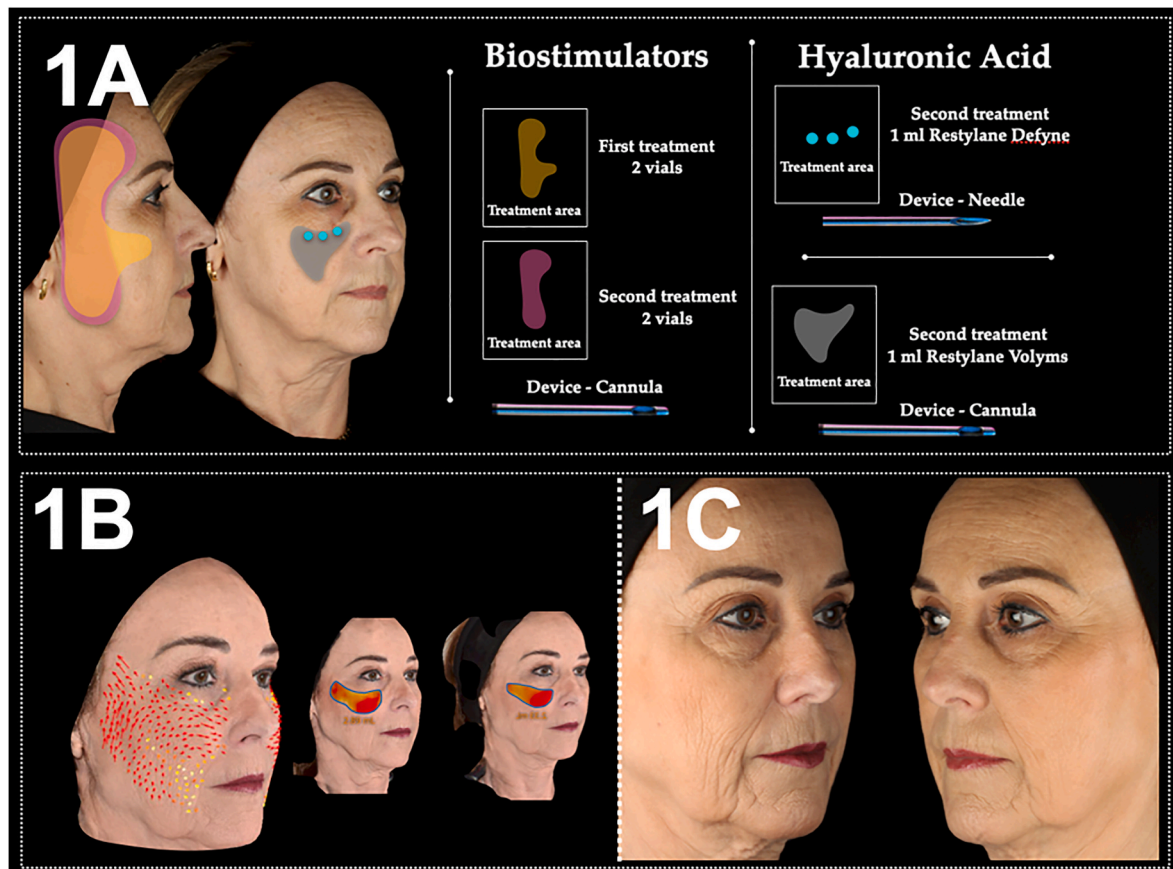 1A
Biostimulators
First treatment
2 vials
Treatment area
Second treatment
2 vials
Treatment area
Device - Cannula
Hyaluronic Acid
Second treatment
1 ml Restylane Defyne
Treatment area
Device - Needle
Second treatment
1 ml Restylane Volyms
Treatment area
Device - Cannula
1B
1C